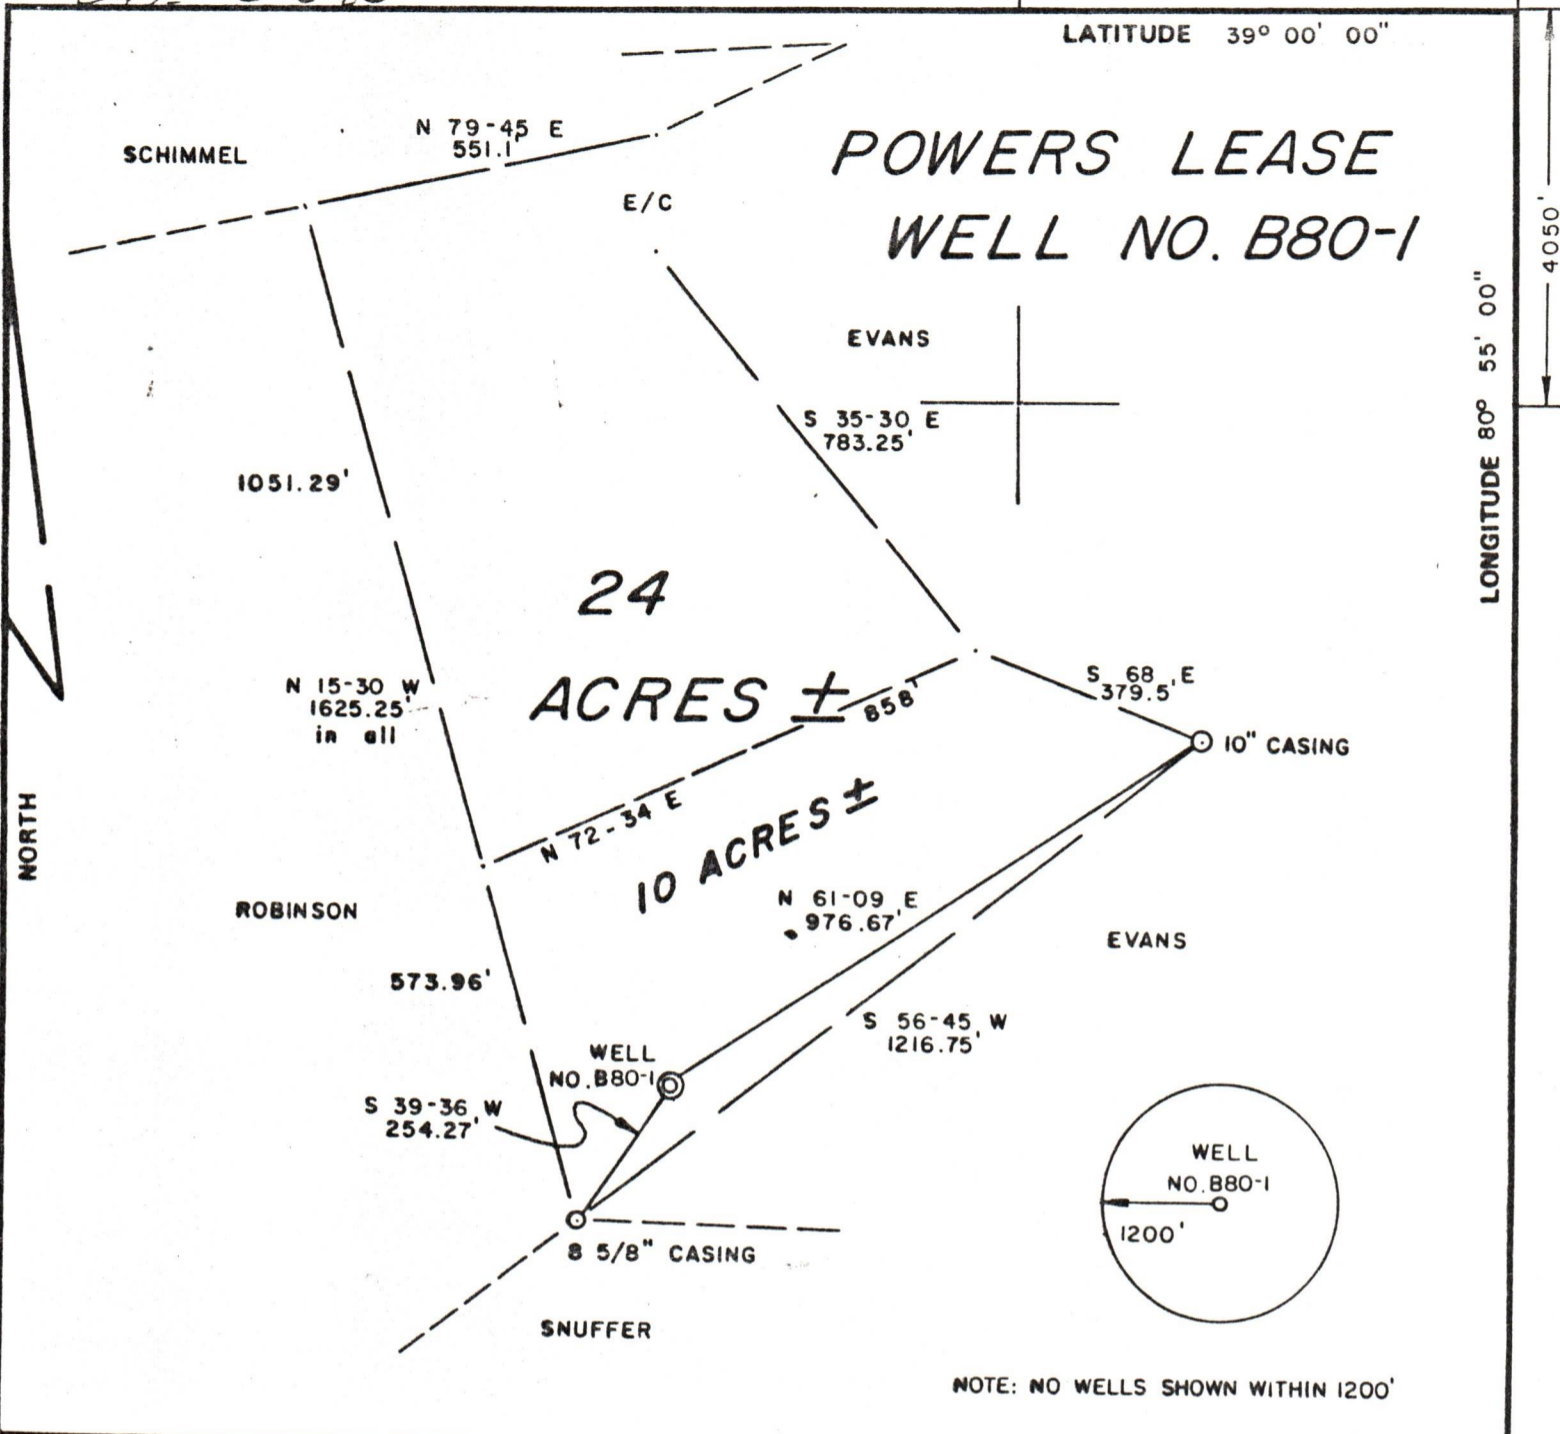 LATITUDE 39° 00' 00"
4050'
LONGITUDE 80° 55' 00"
POWERS LEASE
WELL NO. B80-1
SCHIMMEL
N 79-45 E
551.1'
E/C
EVANS
S 35-30 E
783.25'
1051.29'
24
ACRES ±
N 15-30 W
1625.25'
in all
S 68 E
379.5'
10" CASING
N 72-34 E
858'
10 ACRES ±
NORTH
ROBINSON
N 61-09 E
976.67'
EVANS
573.96'
S 56-45 W
1216.75'
WELL
NO. B80-1
S 39-36 W
254.27'
8 5/8" CASING
SNUFFER
WELL
NO. B80-1
1200'
NOTE: NO WELLS SHOWN WITHIN 1200'